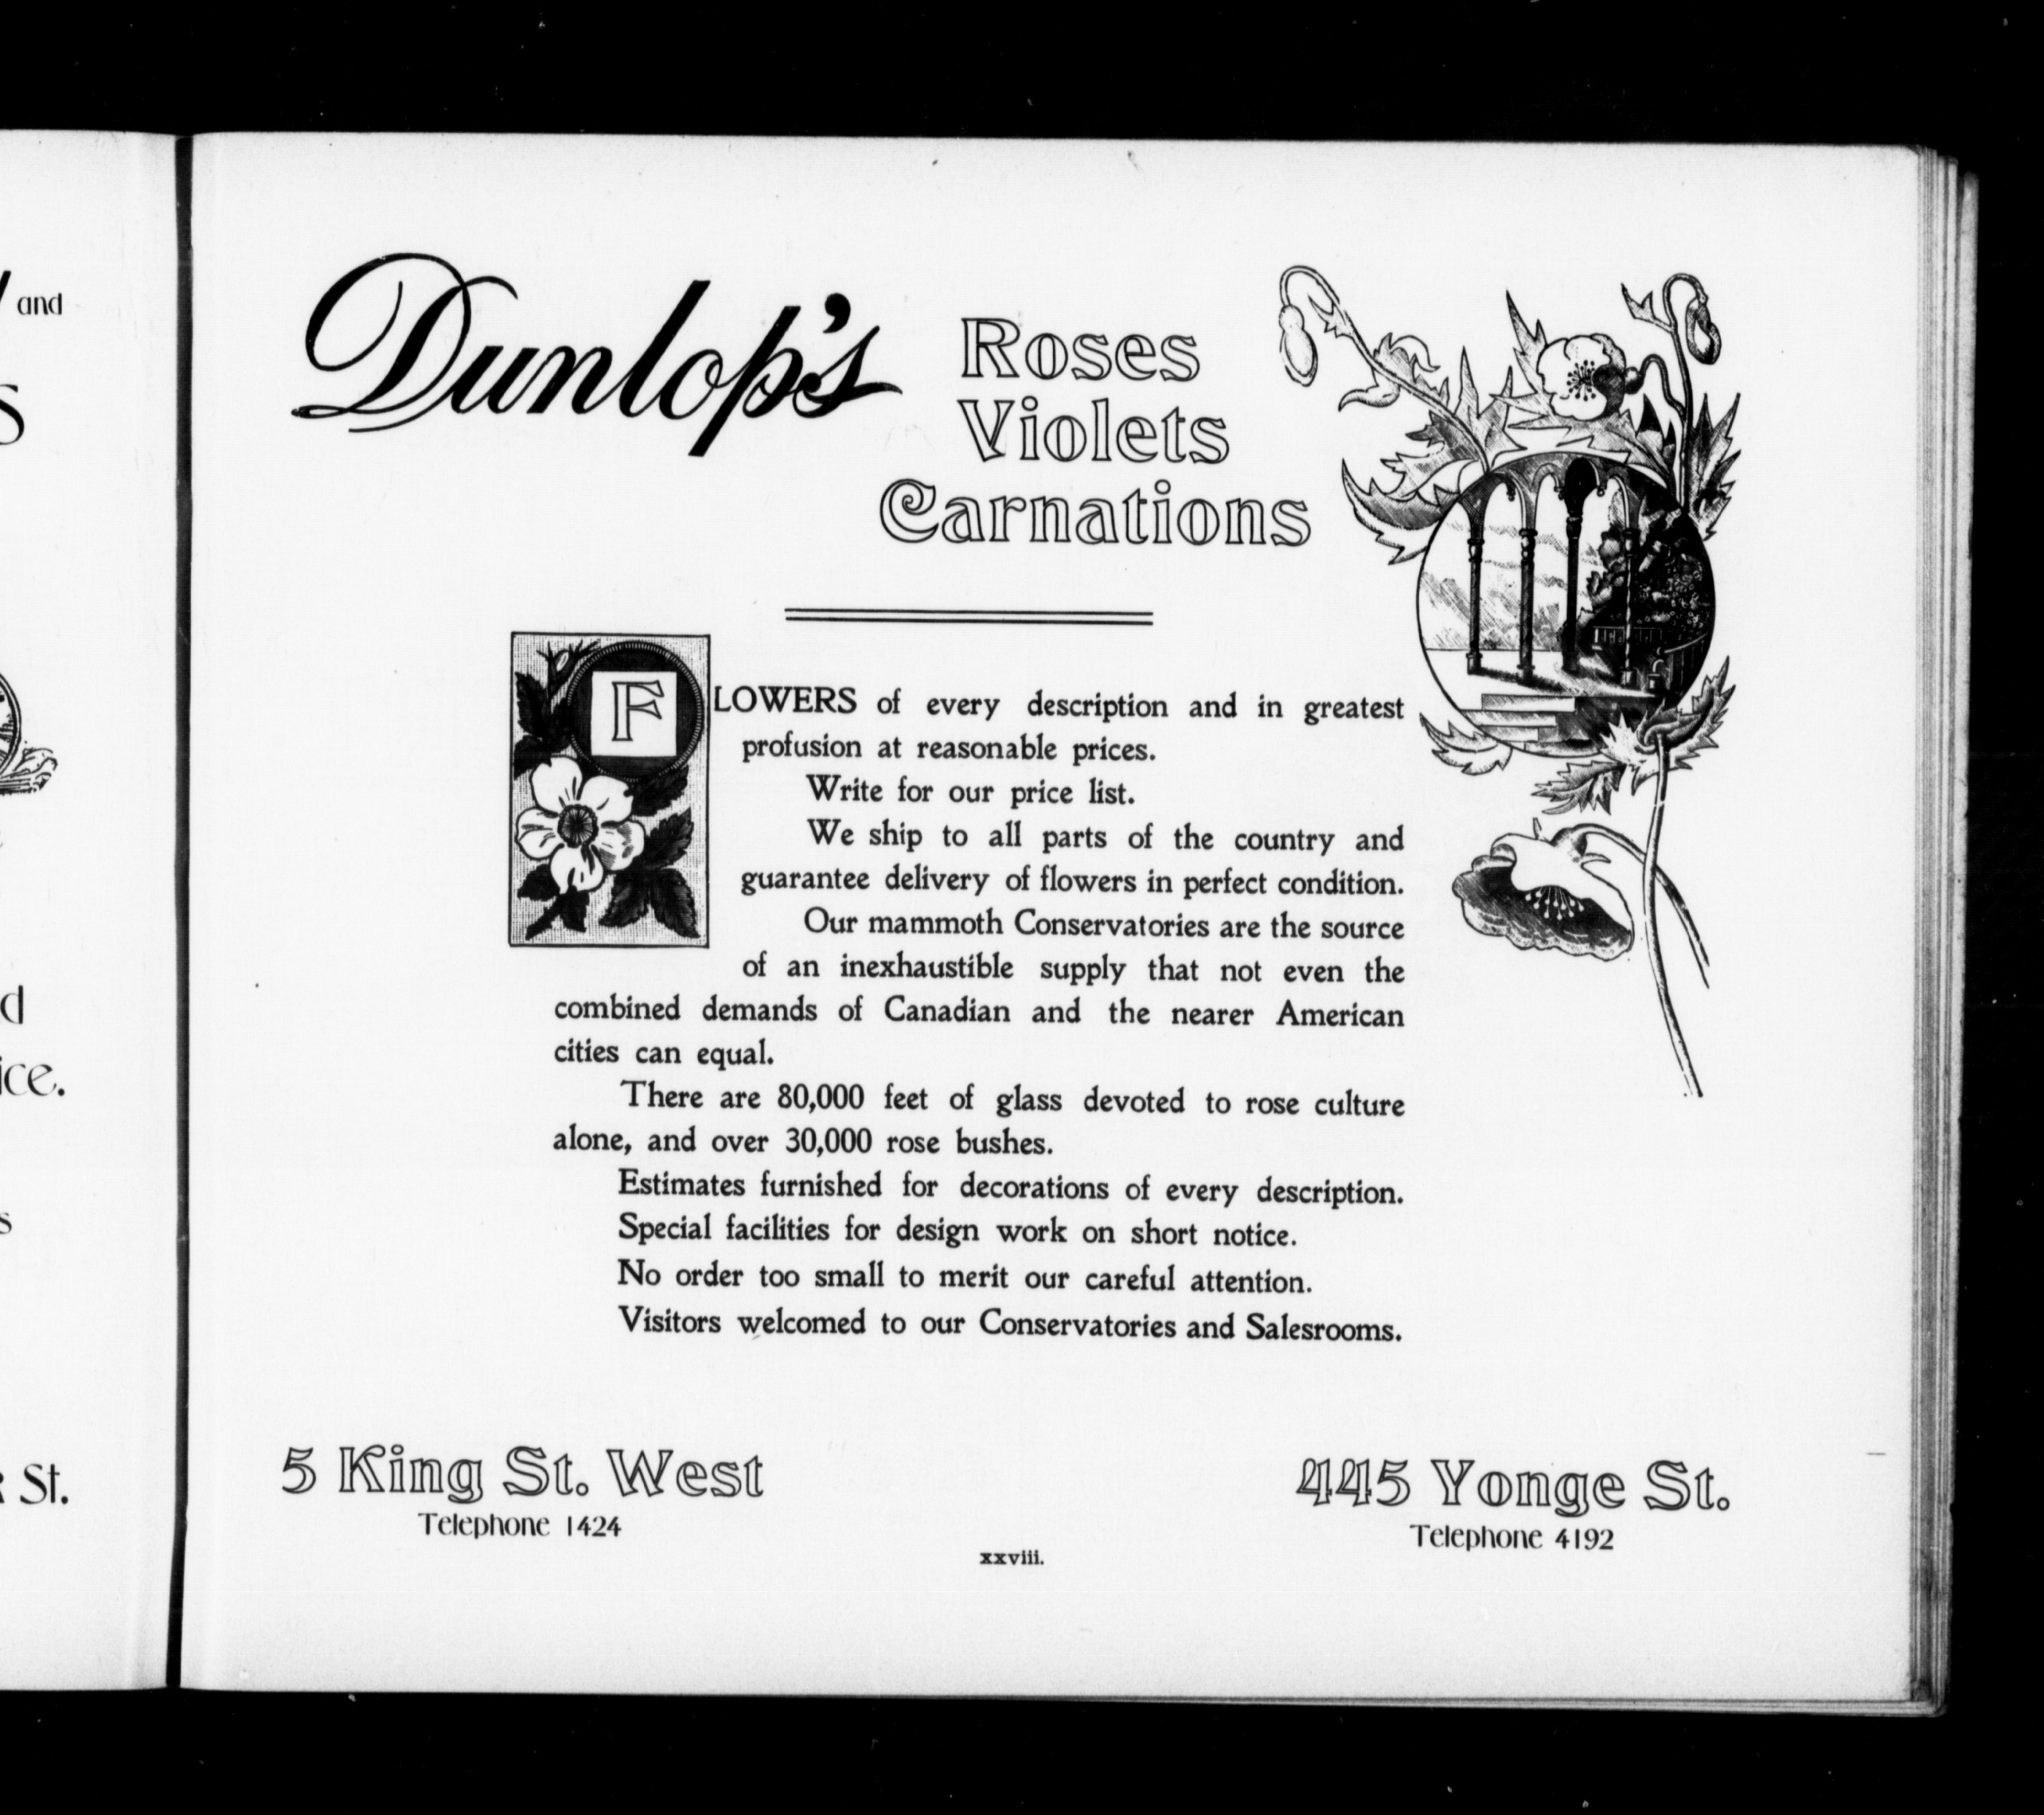 and
S
d
ice.
s
St.
Dunlop's
Roses
Violets
Carnations
FLOWERS of every description and in greatest
profusion at reasonable prices.
Write for our price list.
We ship to all parts of the country and
guarantee delivery of flowers in perfect condition.
Our mammoth Conservatories are the source
of an inexhaustible supply that not even the
combined demands of Canadian and the nearer American
cities can equal.
There are 80,000 feet of glass devoted to rose culture
alone, and over 30,000 rose bushes.
Estimates furnished for decorations of every description.
Special facilities for design work on short notice.
No order too small to merit our careful attention.
Visitors welcomed to our Conservatories and Salesrooms.
5 King St. West
Telephone 1424
445 Yonge St.
Telephone 4192
xxviii.